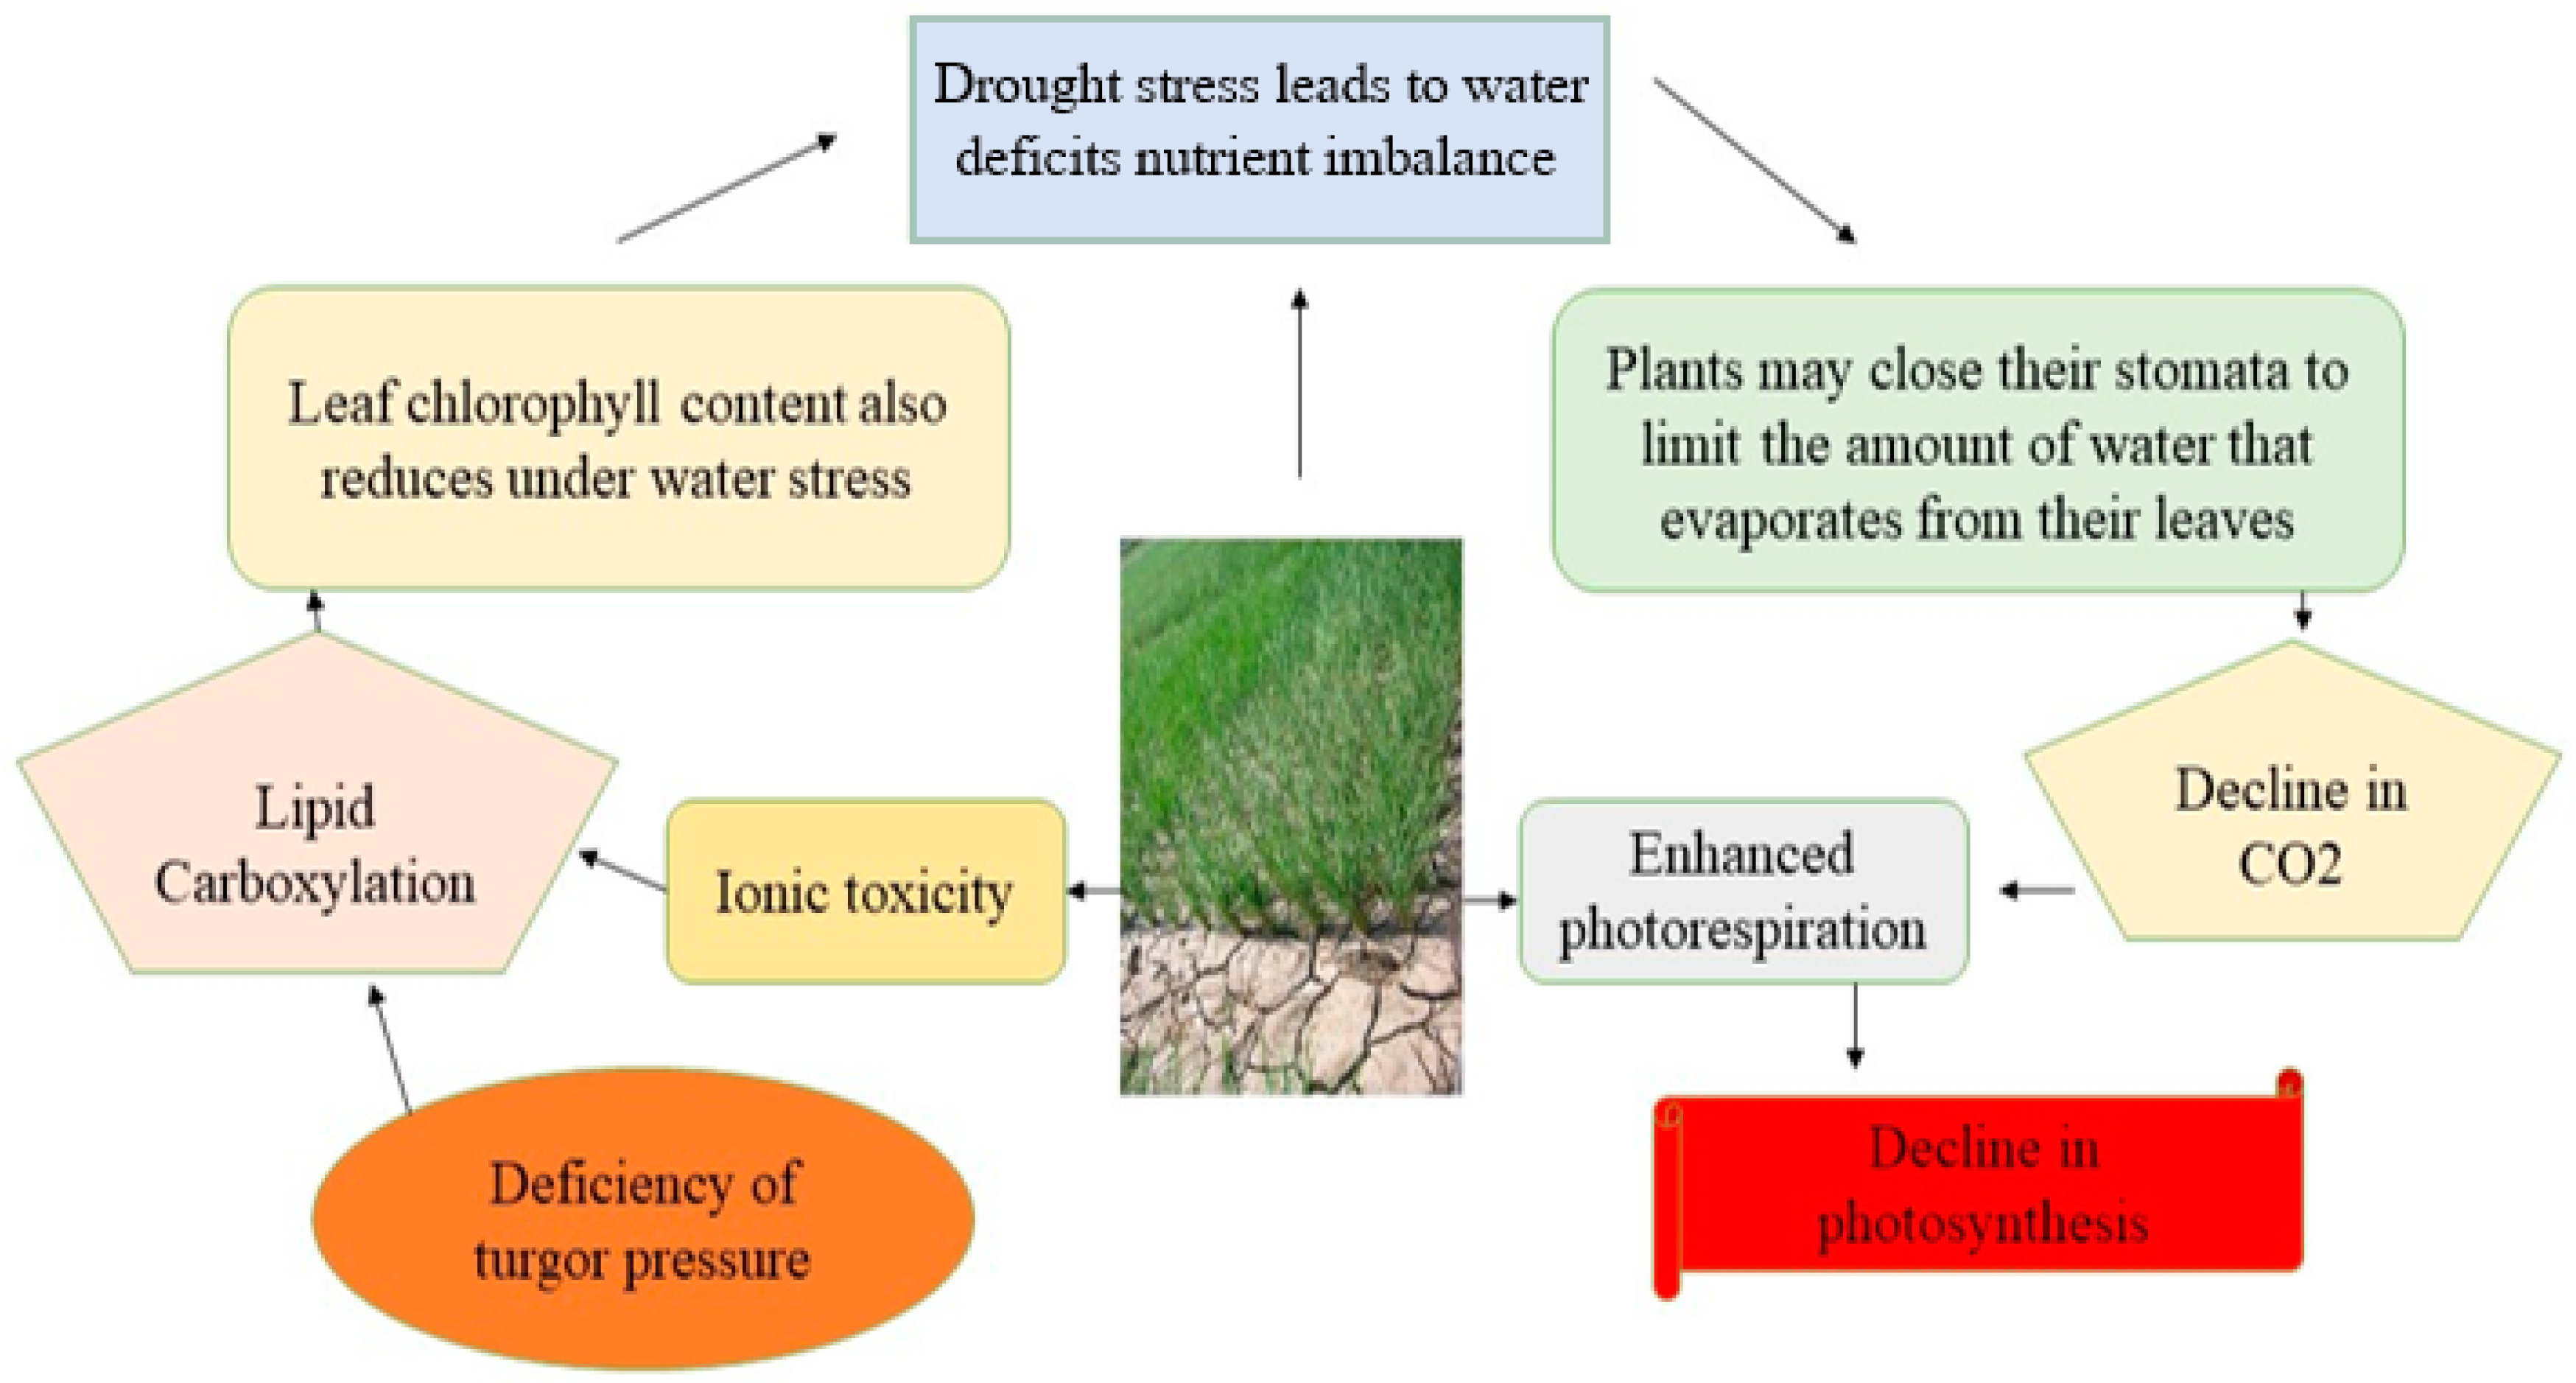 Drought stress leads to water
deficits nutrient imbalance
Leaf chlorophyll content also
reduces under water stress
Plants may close their stomata to
limit the amount of water that
evaporates from their leaves
Lipid
Carboxylation
Ionic toxicity
Enhanced
photorespiration
Decline in
CO2
Deficiency of
turgor pressure
Decline in
photosynthesis